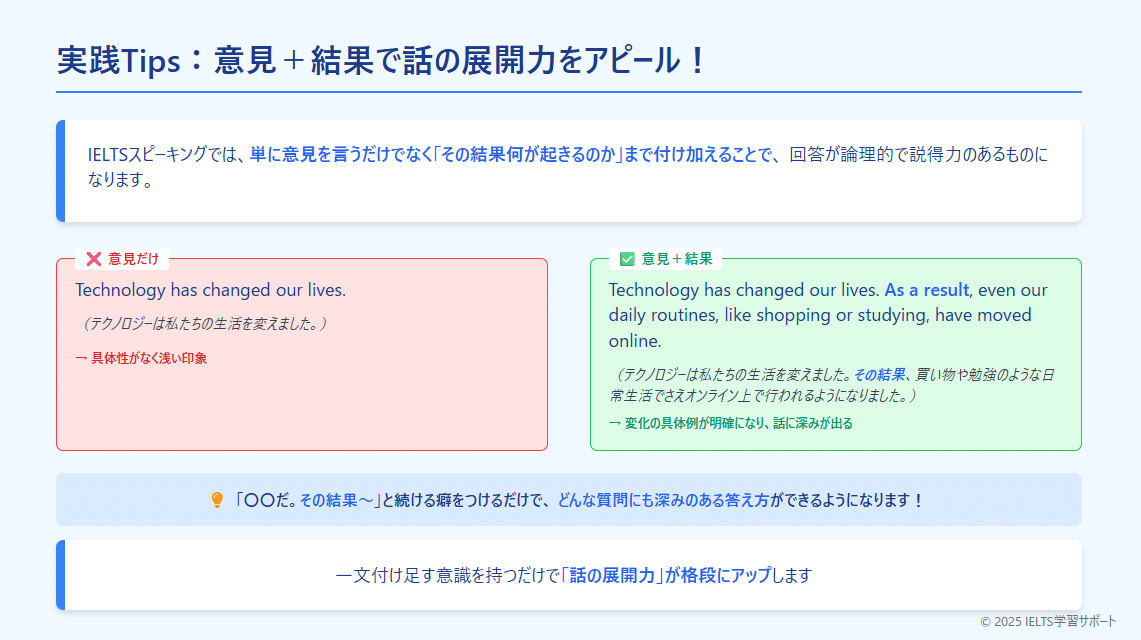 実践Tips：意見＋結果で話の展開力をアピール！
IELTSスピーキングでは、単に意見を言うだけでなく「その結果何が起きるのか」まで付け加えることで、回答が論理的で説得力のあるものに
なります。
❌ 意見だけ
Technology has changed our lives.
（テクノロジーは私たちの生活を変えました。）
→ 具体性がなく浅い印象
✅ 意見＋結果
Technology has changed our lives. As a result, even our
daily routines, like shopping or studying, have moved
online.
（テクノロジーは私たちの生活を変えました。その結果、買い物や勉強のような日
常生活でさえオンライン上で行われるようになりました。）
→ 変化の具体例が明確になり、話に深みが出る
💡「〇〇だ。その結果～」と続ける癖をつけるだけで、どんな質問にも深みのある答え方ができるようになります！
一文付け足す意識を持つだけで「話の展開力」が格段にアップします
© 2025 IELTS学習サポート